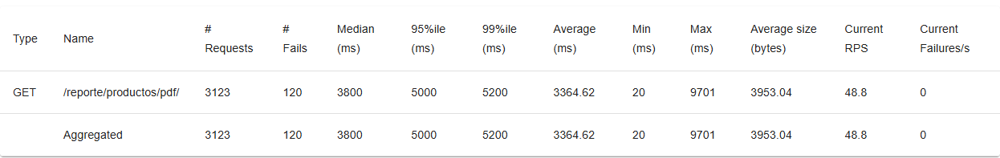 Type Name # Requests # Fails Median (ms) 95%ile (ms) 99%ile (ms) Average (ms) Min (ms) Max (ms) Average size (bytes) Current RPS Current Failures/s
GET /reporte/productos/pdf/ 3123 120 3800 5000 5200 3364.62 20 9701 3953.04 48.8 0
Aggregated 3123 120 3800 5000 5200 3364.62 20 9701 3953.04 48.8 0